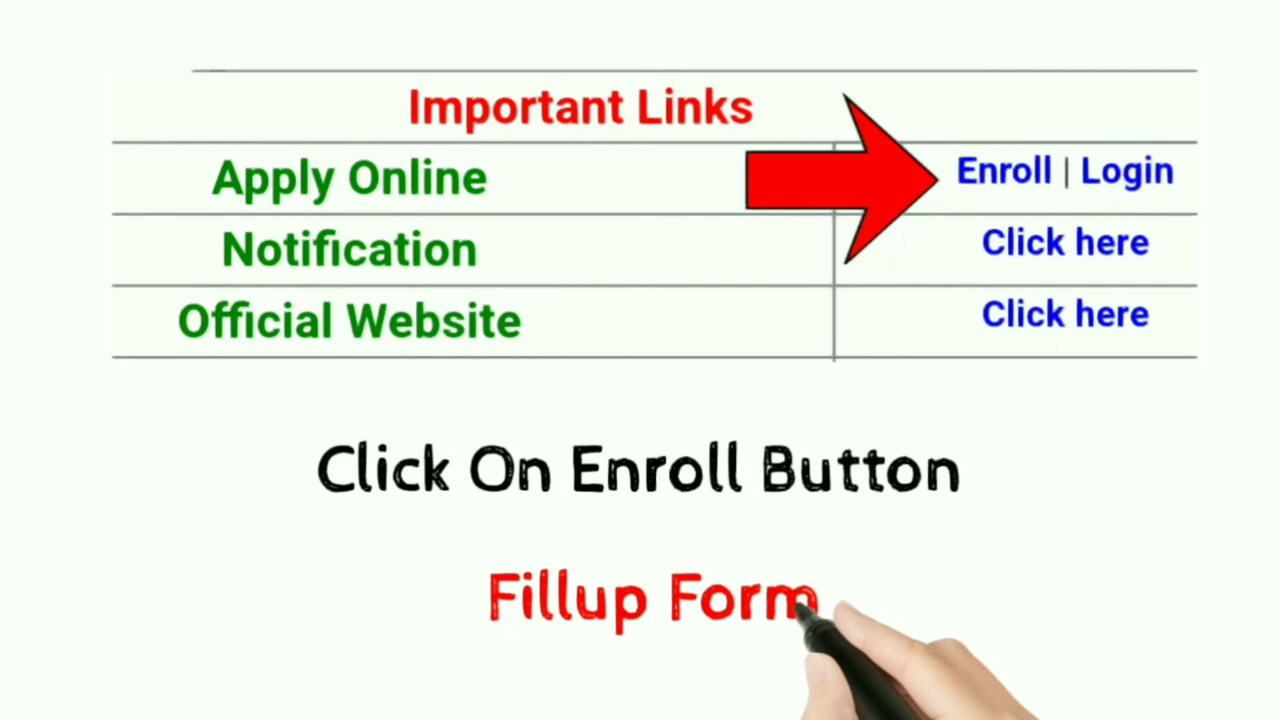 Important Links
Apply Online Enroll | Login
Notification Click here
Official Website Click here
Click On Enroll Button
Fillup Form